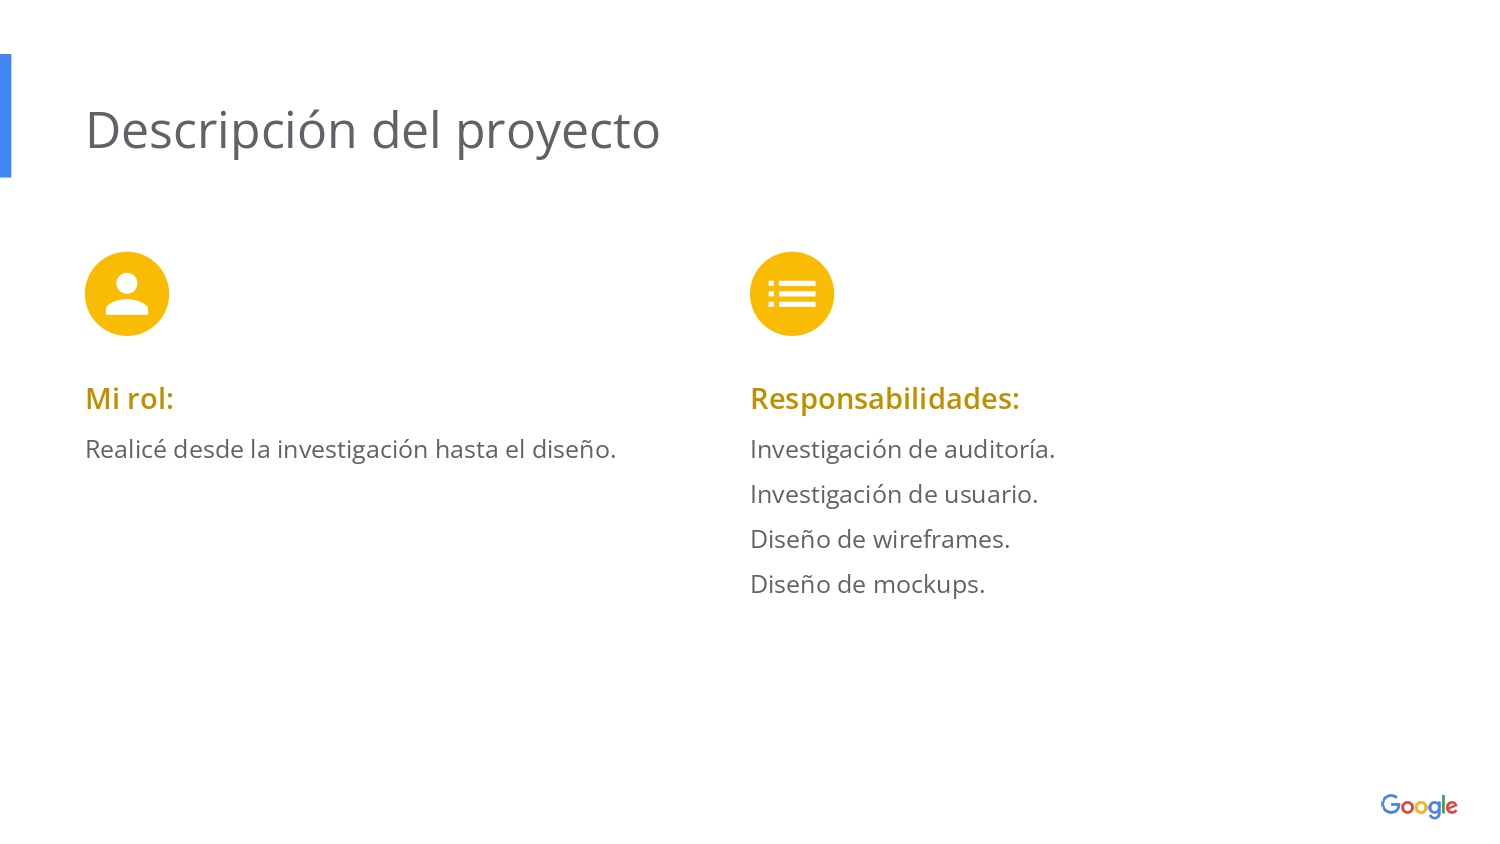 Descripción del proyecto
Mi rol:
Realicé desde la investigación hasta el diseño.
Responsabilidades:
Investigación de auditoría.
Investigación de usuario.
Diseño de wireframes.
Diseño de mockups.
Google